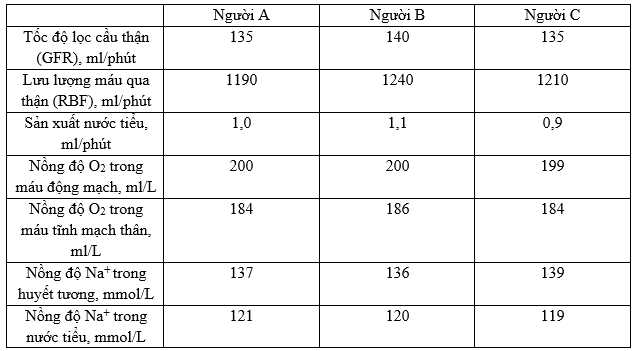 Người A Người B Người C
Tốc độ lọc cầu thận 135 140 135
(GFR), ml/phút
Lưu lượng máu qua 1190 1240 1210
thận (RBF), ml/phút
Sản xuất nước tiểu, 1,0 1,1 0,9
ml/phút
Nồng độ O2 trong 200 200 199
máu động mạch, ml/L
Nồng độ O2 trong 184 186 184
máu tĩnh mạch thân,
ml/L
Nồng độ Na+ trong 137 136 139
huyết tương, mmol/L
Nồng độ Na+ trong 121 120 119
nước tiểu, mmol/L